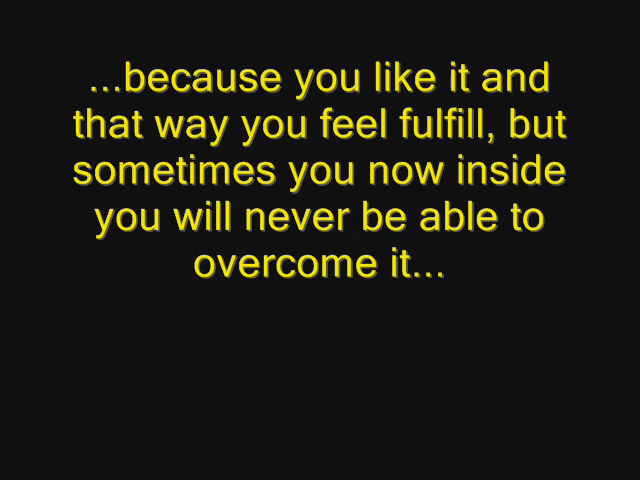 ...because you like it and
that way you feel fulfill, but
sometimes you now inside
you will never be able to
overcome it...